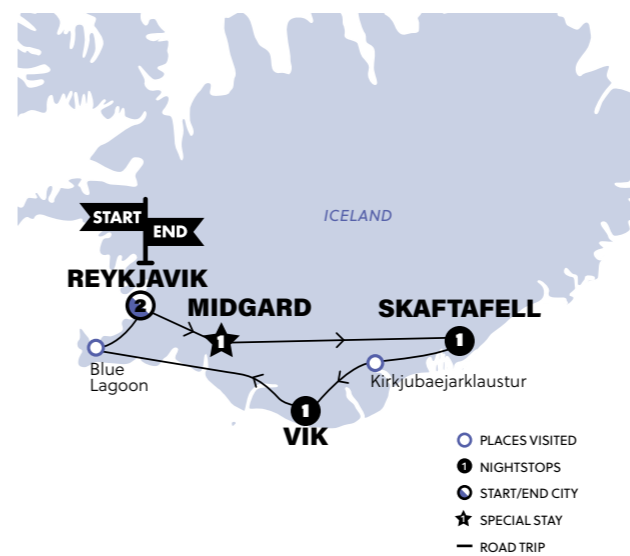 START
END
ICELAND
REYKJAVIK
2
MIDGARD
1
SKAFTAFELL
1
Blue
Lagoon
Kirkjubaejarklaustur
1
VIK
PLACES VISITED
1 NIGHTSTOPS
START/END CITY
1 SPECIAL STAY
ROAD TRIP